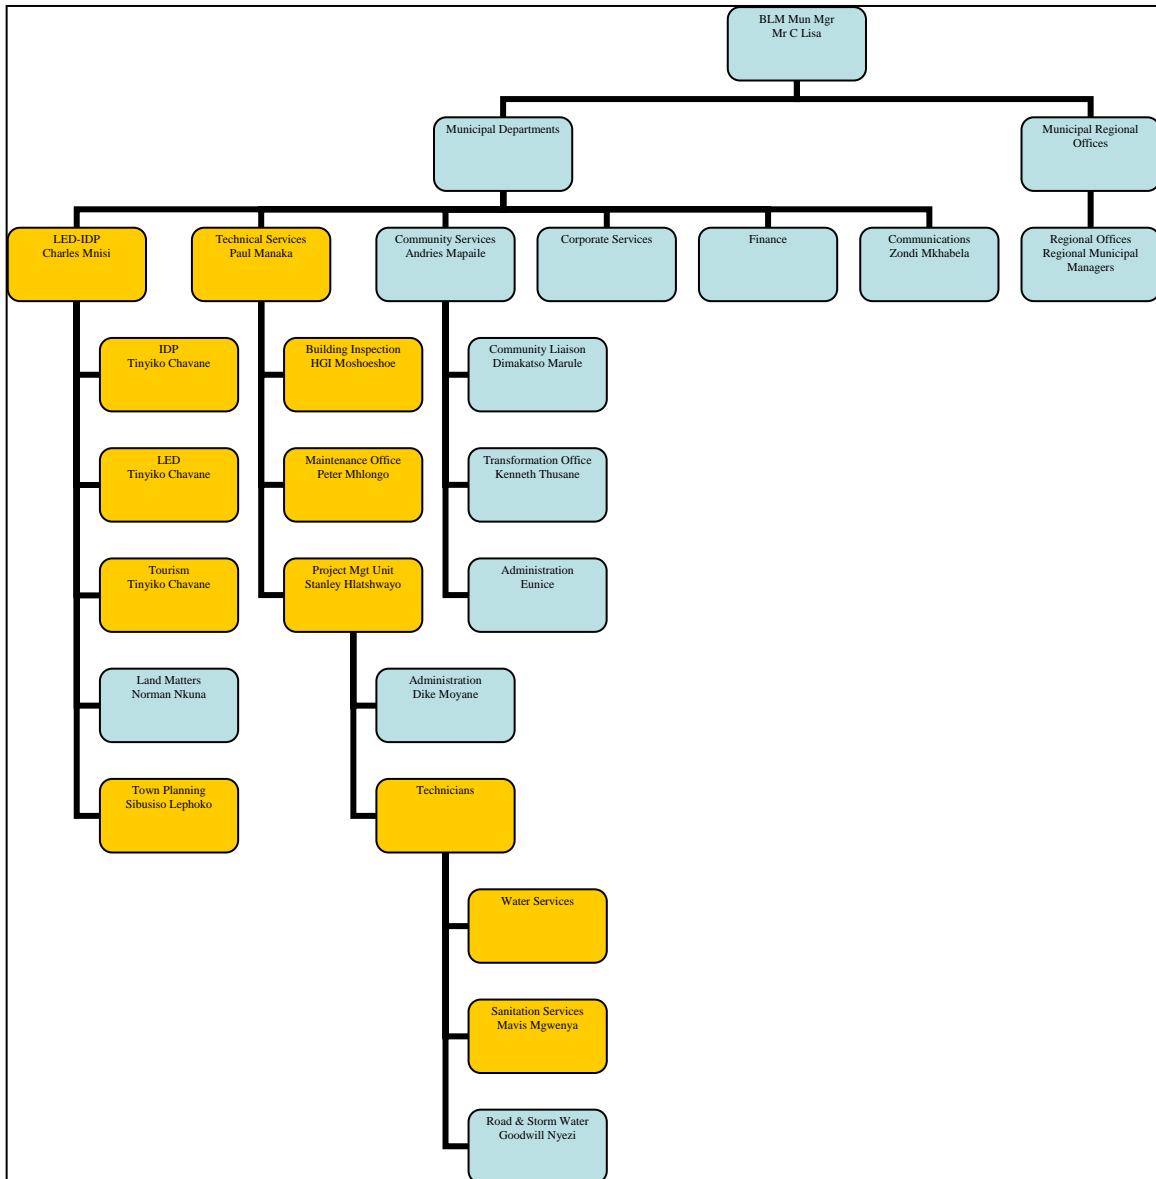 BLM Mun Mgr
Mr C Lisa
Municipal Departments
Municipal Regional
Offices
LED-IDP
Charles Mnisi
Technical Services
Paul Manaka
Community Services
Andries Mapaile
Corporate Services
Finance
Communications
Zondi Mkhabela
Regional Offices
Regional Municipal
Managers
IDP
Tinyiko Chavane
Building Inspection
HGI Moshoeshoe
Community Liaison
Dimakatso Marule
LED
Tinyiko Chavane
Maintenance Office
Peter Mhlongo
Transformation Office
Kenneth Thusane
Tourism
Tinyiko Chavane
Project Mgt Unit
Stanley Hlatshwayo
Administration
Eunice
Land Matters
Norman Nkuna
Administration
Dike Moyane
Town Planning
Sibusiso Lephoko
Technicians
Water Services
Sanitation Services
Mavis Mgwenya
Road & Storm Water
Goodwill Nyezi